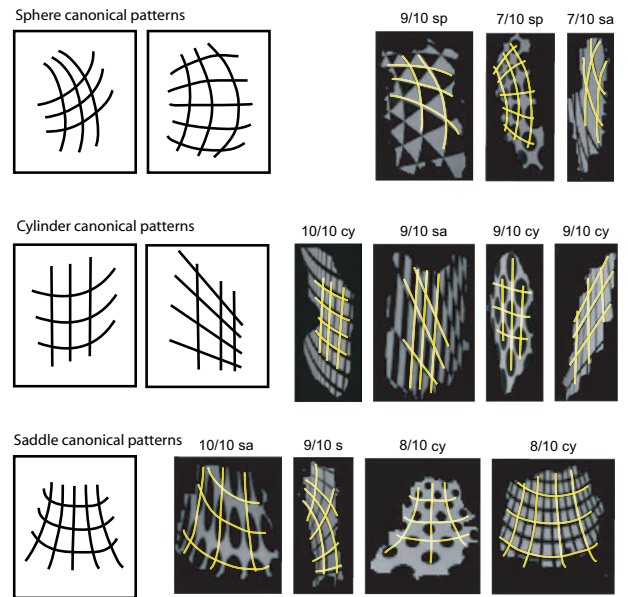 Sphere canonical patterns
9/10 sp
7/10 sp
7/10 sa
Cylinder canonical patterns
10/10 cy
9/10 sa
9/10 cy
9/10 cy
Saddle canonical patterns
10/10 sa
9/10 s
8/10 cy
8/10 cy